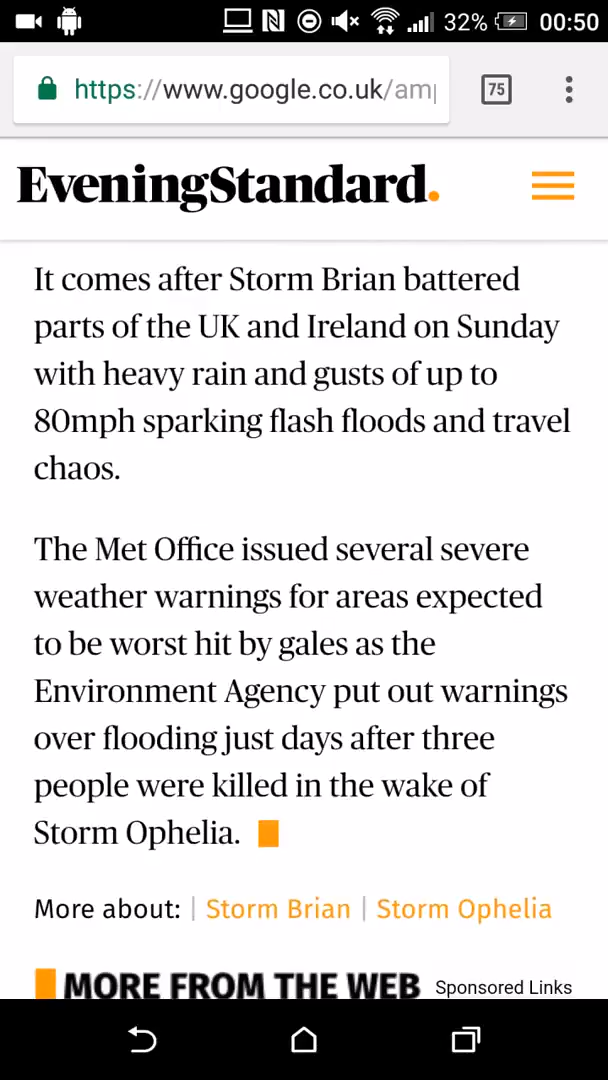 32% 00:50
https://www.google.co.uk/am
75
EveningStandard.
It comes after Storm Brian battered
parts of the UK and Ireland on Sunday
with heavy rain and gusts of up to
80mph sparking flash floods and travel
chaos.
The Met Office issued several severe
weather warnings for areas expected
to be worst hit by gales as the
Environment Agency put out warnings
over flooding just days after three
people were killed in the wake of
Storm Ophelia.
More about: | Storm Brian | Storm Ophelia
MORE FROM THE WEB Sponsored Links